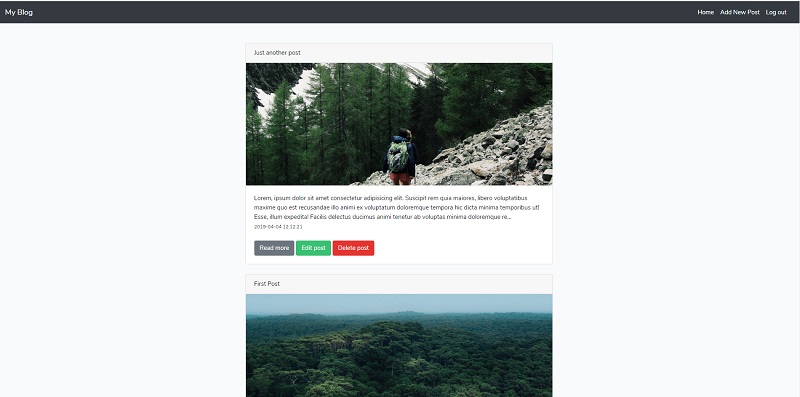 My Blog
Home Add New Post Log out
Just another post
Lorem, ipsum dolor sit amet consectetur adipisicing elit. Suscipit rem quia maiores, libero voluptatibus
maxime quo est recusandae illo animi ex voluptatum doloremque tempora hic dicta minima temporibus ut!
Esse, illum expedita! Facilis delectus ducimus animi tenetur ab voluptas minima doloremque re...
2019-04-04 12:12:21
Read more Edit post Delete post
First Post